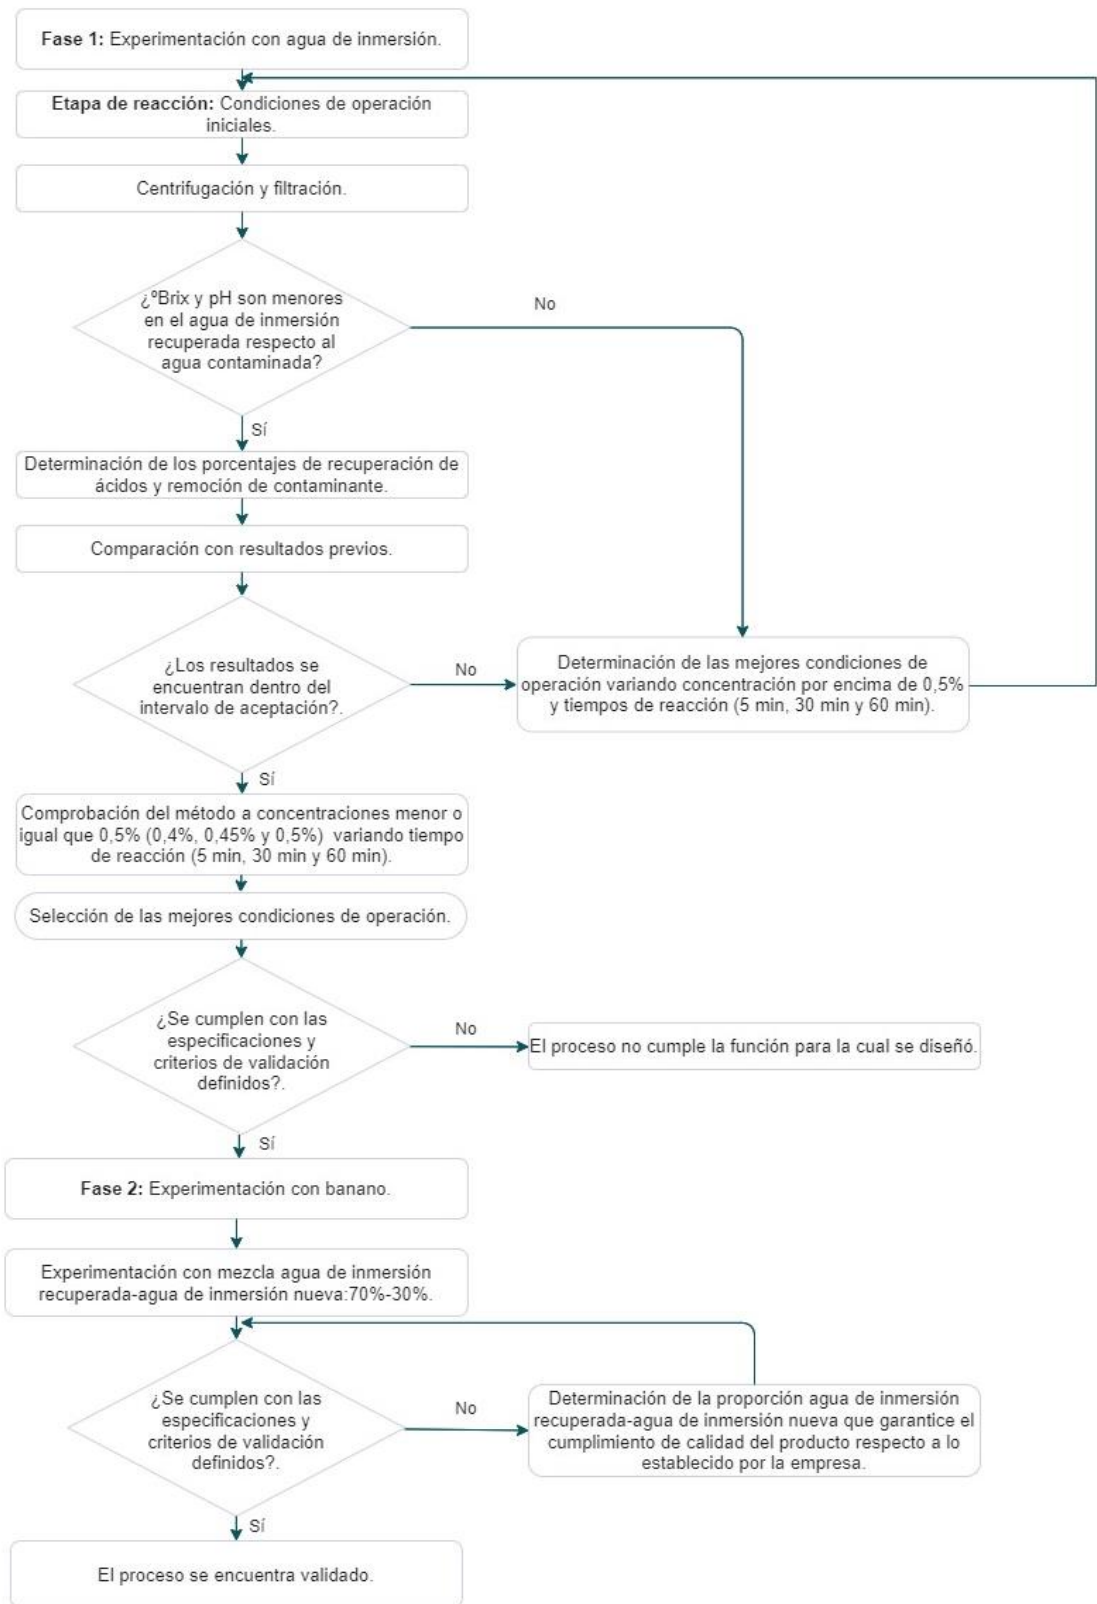 Fase 1: Experimentación con agua de inmersión.
Etapa de reacción: Condiciones de operación
iniciales.
Centrifugación y filtración.
¿ºBrix y pH son menores
en el agua de inmersión
recuperada respecto al
agua contaminada?
No
Sí
Determinación de los porcentajes de recuperación de
ácidos y remoción de contaminante.
Comparación con resultados previos.
¿Los resultados se
encuentran dentro del
intervalo de aceptación?.
No
Determinación de las mejores condiciones de
operación variando concentración por encima de 0,5%
y tiempos de reacción (5 min, 30 min y 60 min).
Sí
Comprobación del método a concentraciones menor o
igual que 0,5% (0,4%, 0,45% y 0,5%) variando tiempo
de reacción (5 min, 30 min y 60 min).
Selección de las mejores condiciones de operación.
¿Se cumplen con las
especificaciones y
criterios de validación
definidos?.
No
El proceso no cumple la función para la cual se diseñó.
Sí
Fase 2: Experimentación con banano.
Experimentación con mezcla agua de inmersión
recuperada-agua de inmersión nueva:70%-30%.
¿Se cumplen con las
especificaciones y
criterios de validación
definidos?.
No
Determinación de la proporción agua de inmersión
recuperada-agua de inmersión nueva que garantice el
cumplimiento de calidad del producto respecto a lo
establecido por la empresa.
Sí
El proceso se encuentra validado.